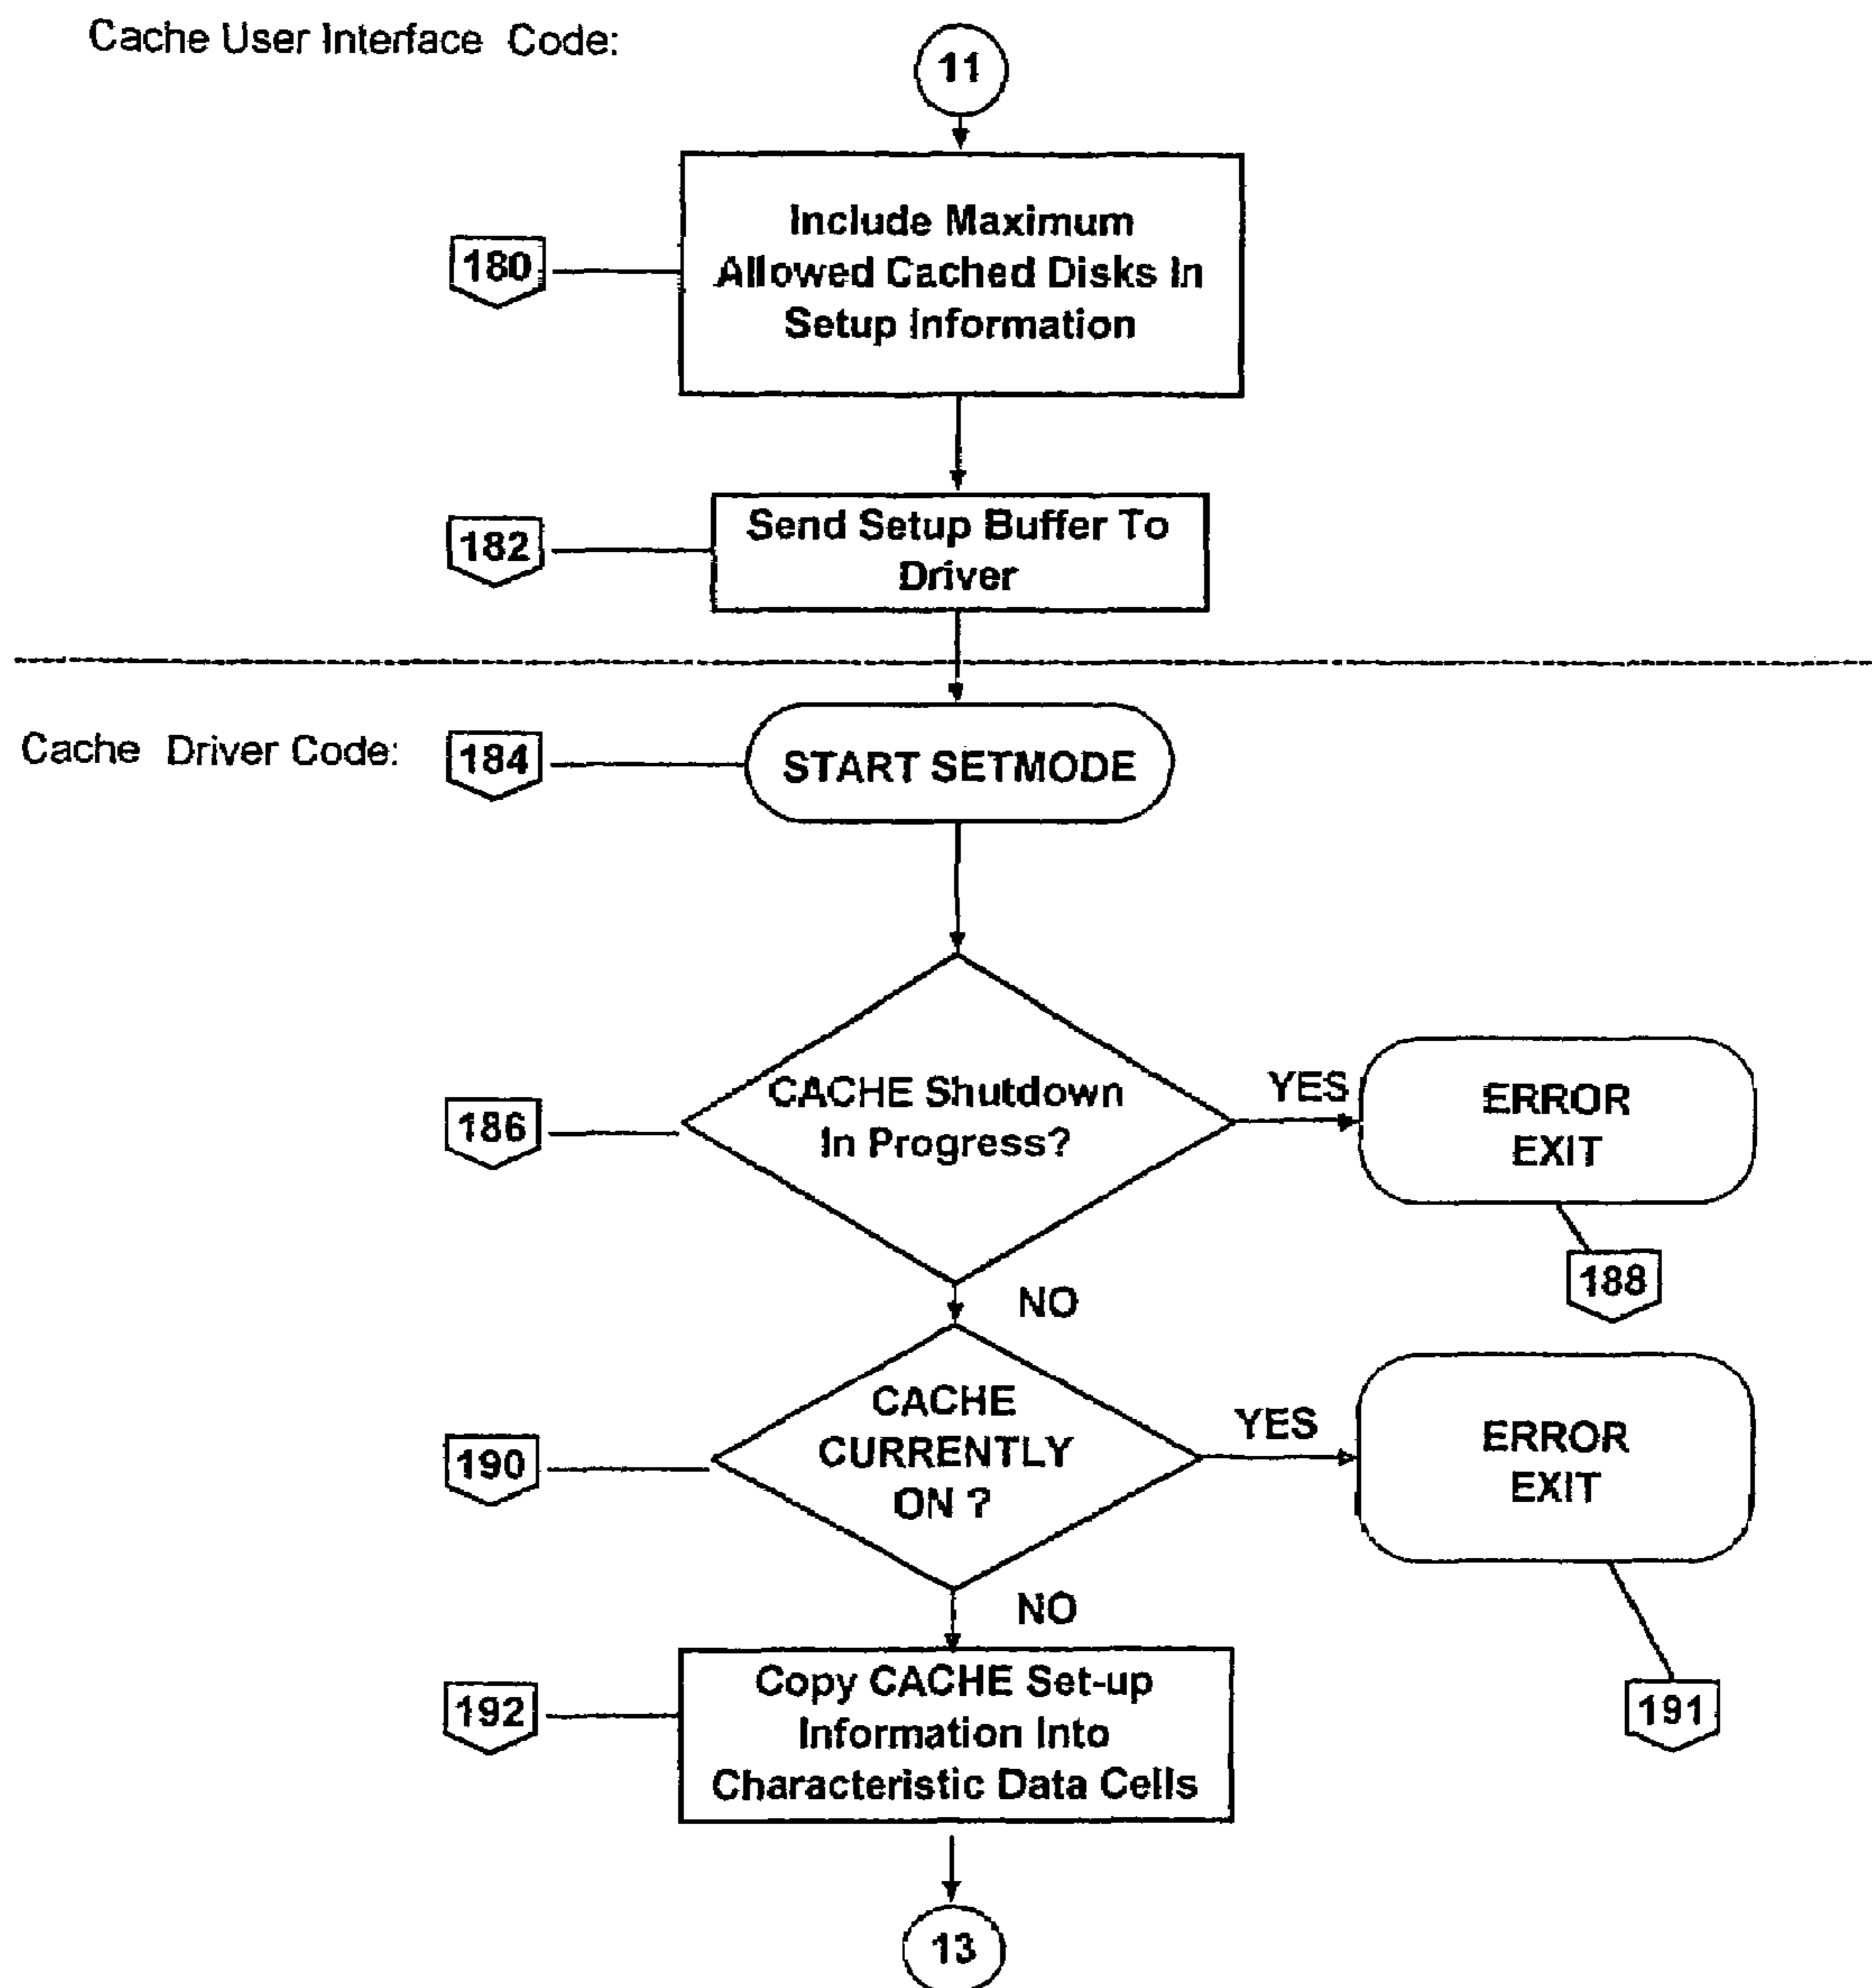 Cache User Interface Code:
11
180
Include Maximum
Allowed Cached Disks In
Setup Information
182
Send Setup Buffer To
Driver
Cache Driver Code:
184
START SETMODE
186
CACHE Shutdown
In Progress?
YES
ERROR
EXIT
188
NO
190
CACHE
CURRENTLY
ON ?
YES
ERROR
EXIT
191
NO
192
Copy CACHE Set-up
Information Into
Characteristic Data Cells
13